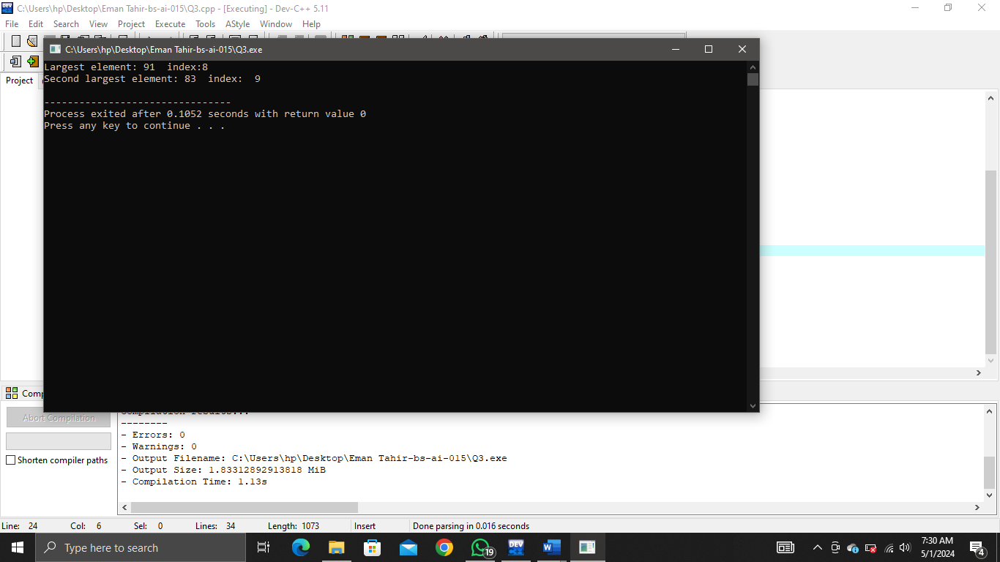 C:\Users\hp\Desktop\Eman Tahir-bs-ai-015\Q3.cpp - [Executing] - Dev-C++ 5.11
File Edit Search View Project Execute Tools AStyle Window Help
C:\Users\hp\Desktop\Eman Tahir-bs-ai-015\Q3.exe
Project
Largest element: 91  index:8
Second largest element: 83  index:  9
--------------------------------
Process exited after 0.1052 seconds with return value 0
Press any key to continue . . .
Comp
Abort Compilation
Shorten compiler paths
Compilation results...
--------
- Errors: 0
- Warnings: 0
- Output Filename: C:\Users\hp\Desktop\Eman Tahir-bs-ai-015\Q3.exe
- Output Size: 1.83312892913818 MiB
- Compilation Time: 1.13s
Line: 24 Col: 6 Sel: 0 Lines: 34 Length: 1073 Insert Done parsing in 0.016 seconds
Type here to search
19
DEV
7:30 AM
5/1/2024
4